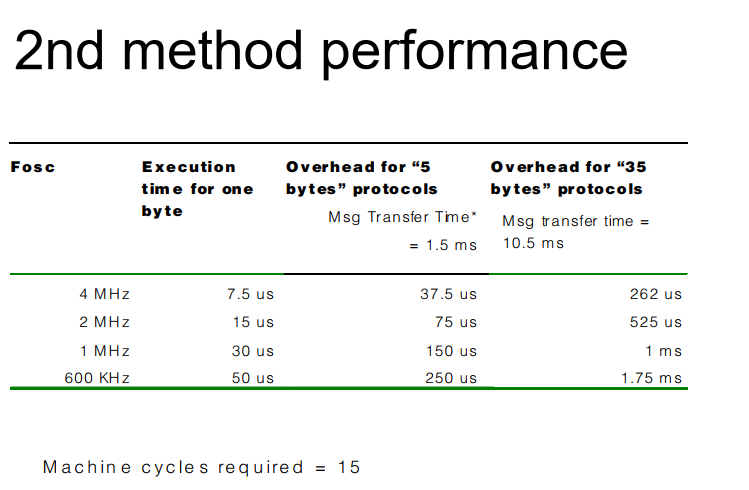 2nd method performance
Fosc
Execution
time for one
byte
Overhead for “5
bytes” protocols
Msg Transfer Time*
= 1.5 ms
Overhead for “35
bytes” protocols
Msg transfer time =
10.5 ms
4 MHz 7.5 us 37.5 us 262 us
2 MHz 15 us 75 us 525 us
1 MHz 30 us 150 us 1 ms
600 KHz 50 us 250 us 1.75 ms
Machine cycles required = 15